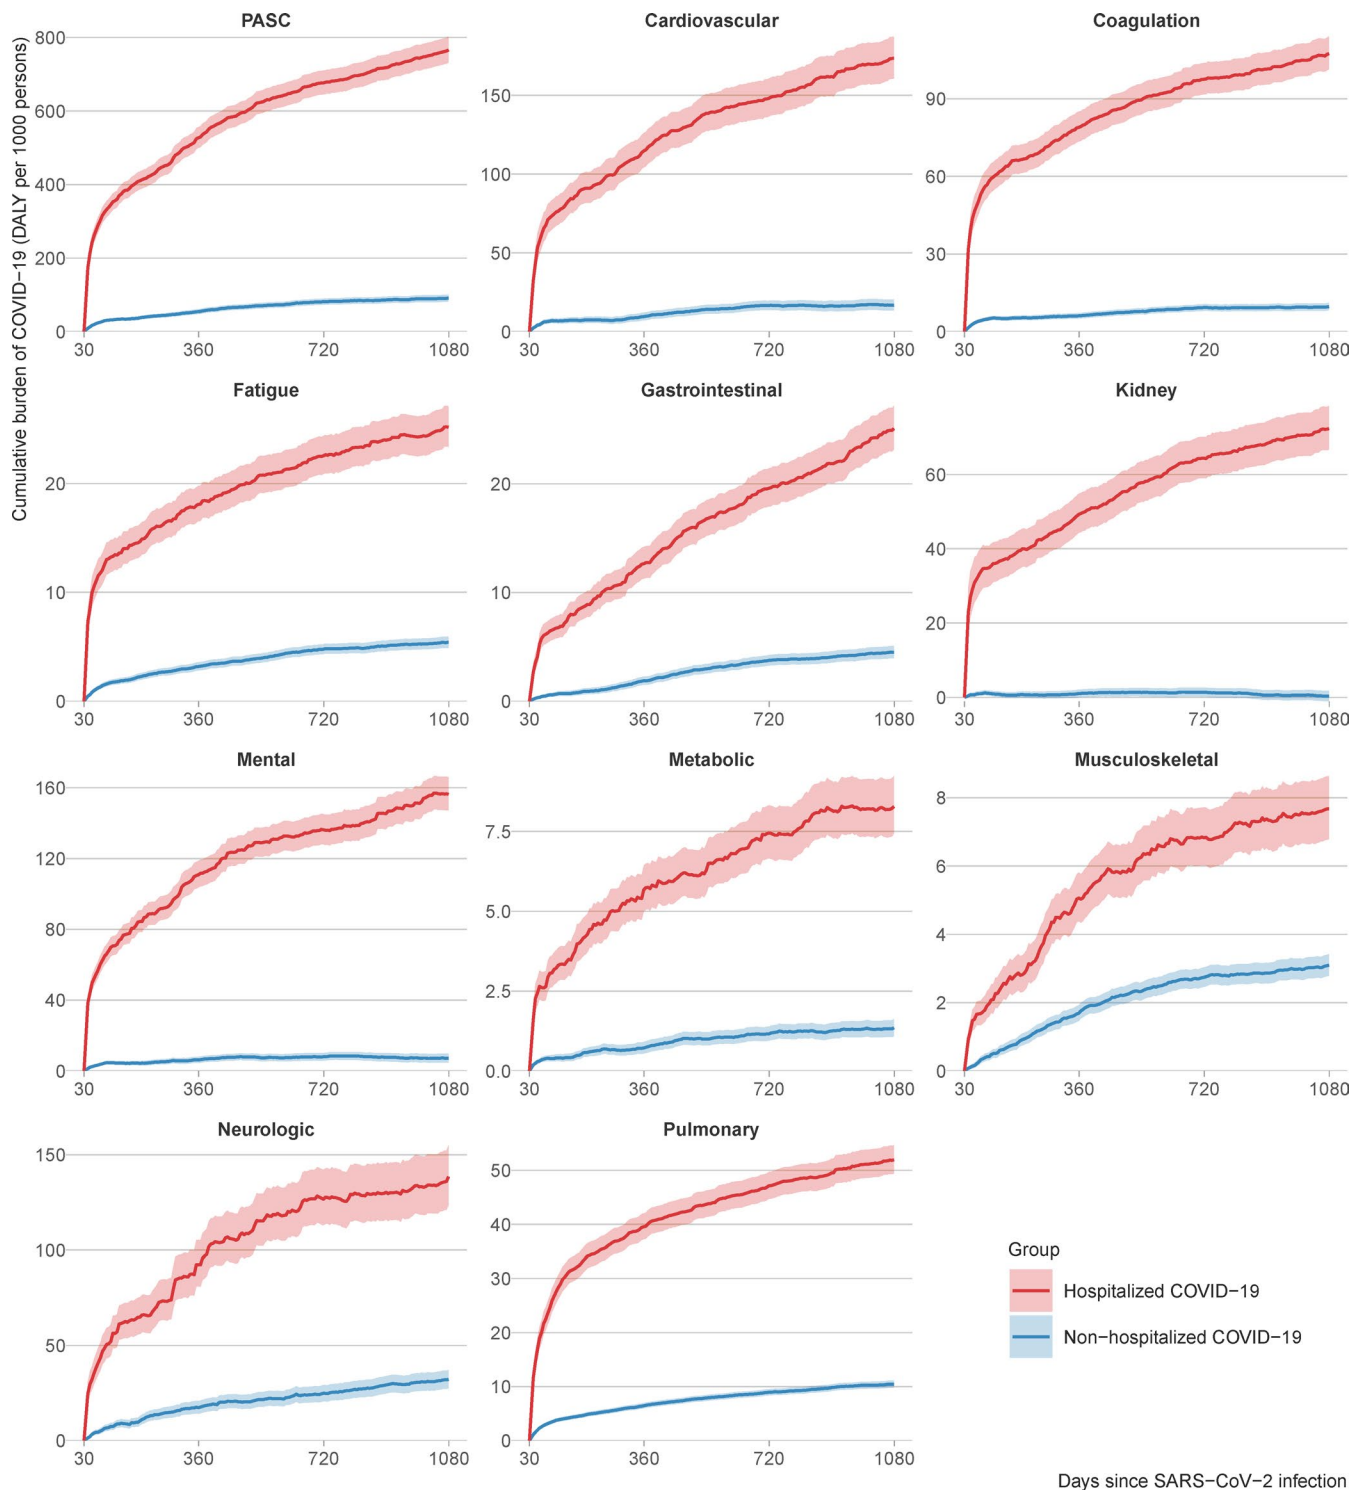 PASC
Cardiovascular
Coagulation
Cumulative burden of COVID−19 (DALY per 1000 persons)
800
600
400
200
0
30 360 720 1080
150
100
50
0
30 360 720 1080
90
60
30
0
30 360 720 1080
Fatigue
Gastrointestinal
Kidney
20
10
0
30 360 720 1080
20
10
0
30 360 720 1080
60
40
20
0
30 360 720 1080
Mental
Metabolic
Musculoskeletal
160
120
80
40
0
30 360 720 1080
7.5
5.0
2.5
0.0
30 360 720 1080
8
6
4
2
0
30 360 720 1080
Neurologic
Pulmonary
150
100
50
0
30 360 720 1080
50
40
30
20
10
0
30 360 720 1080
Group
Hospitalized COVID−19
Non−hospitalized COVID−19
Days since SARS−CoV−2 infection